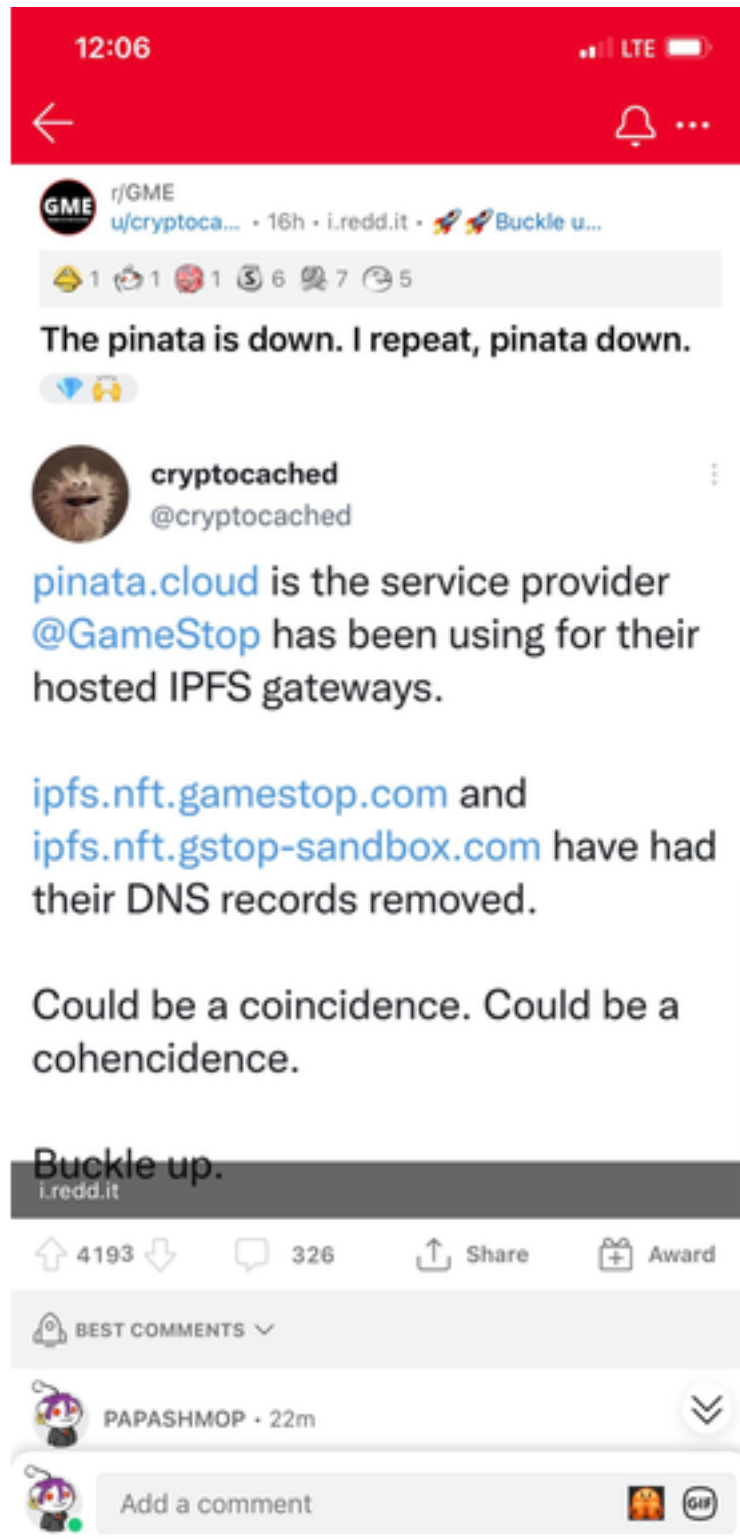 12:06
LTE
GME
r/GME
u/cryptoca... • 16h • i.redd.it • 🚀 🚀Buckle u...
1 1 1 6 7 5
The pinata is down. I repeat, pinata down.
💎 🙌
cryptocached
@cryptocached
pinata.cloud is the service provider
@GameStop has been using for their
hosted IPFS gateways.
ipfs.nft.gamestop.com and
ipfs.nft.gstop-sandbox.com have had
their DNS records removed.
Could be a coincidence. Could be a
cohencidence.
Buckle up.
i.redd.it
4193 326 Share Award
BEST COMMENTS
PAPASHMOP • 22m
Add a comment
GIF